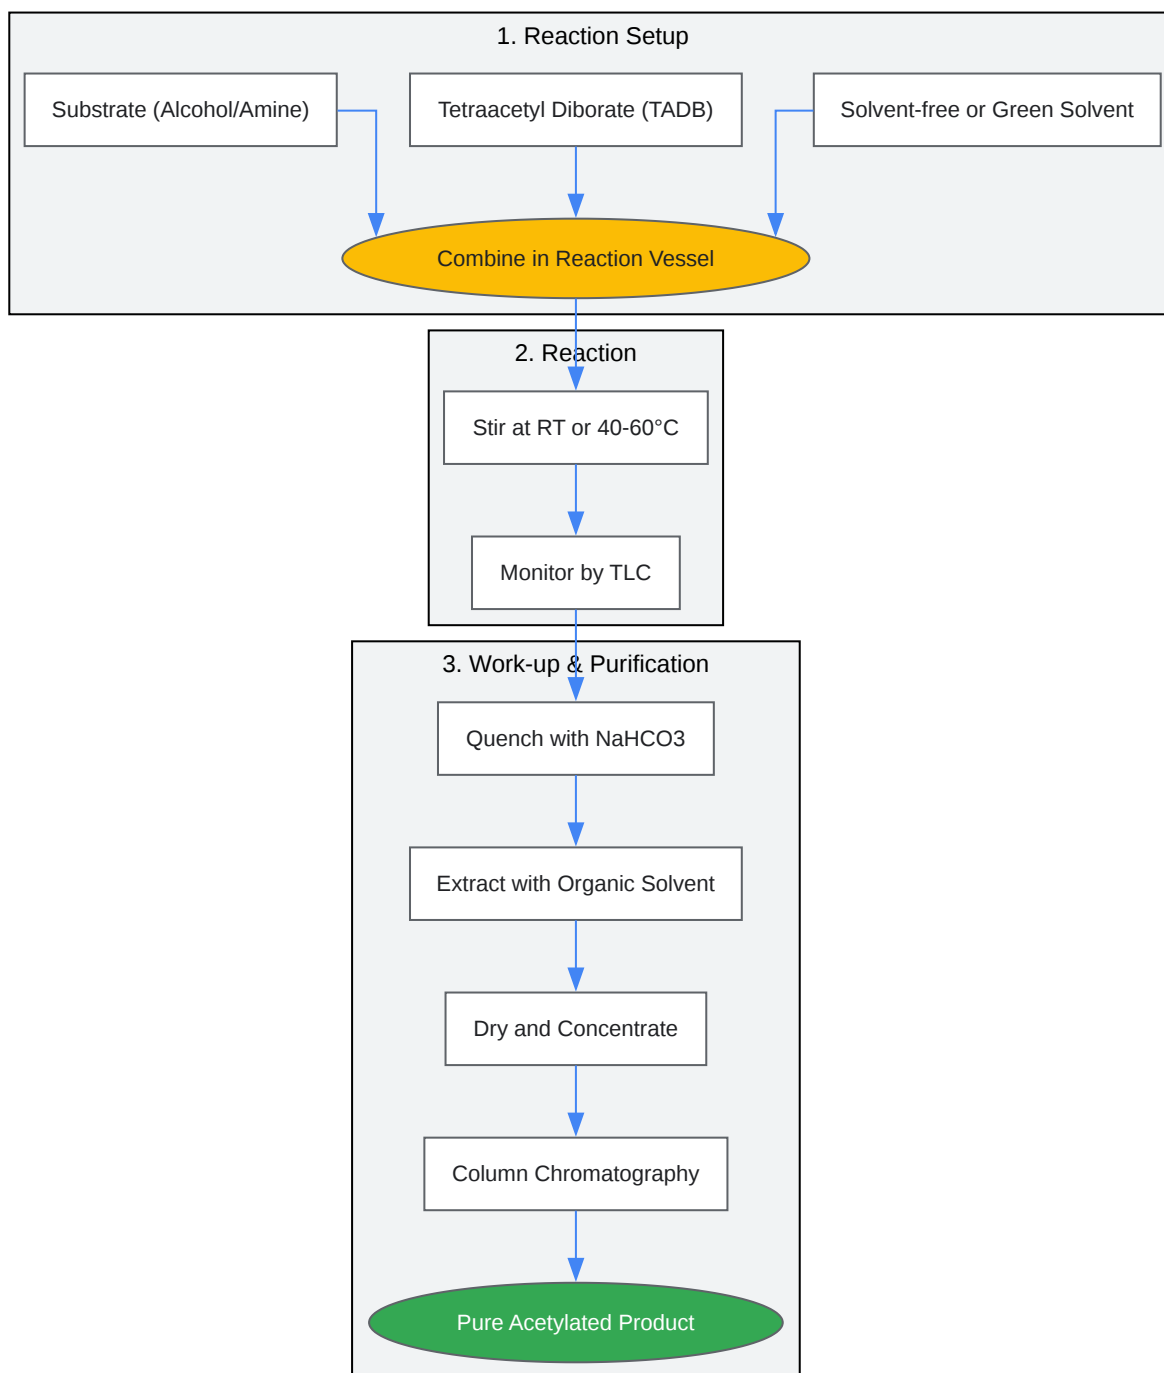 1. Reaction Setup
Substrate (Alcohol/Amine)
Tetraacetyl Diborate (TADB)
Solvent-free or Green Solvent
Combine in Reaction Vessel
2. Reaction
Stir at RT or 40-60°C
Monitor by TLC
3. Work-up & Purification
Quench with NaHCO3
Extract with Organic Solvent
Dry and Concentrate
Column Chromatography
Pure Acetylated Product